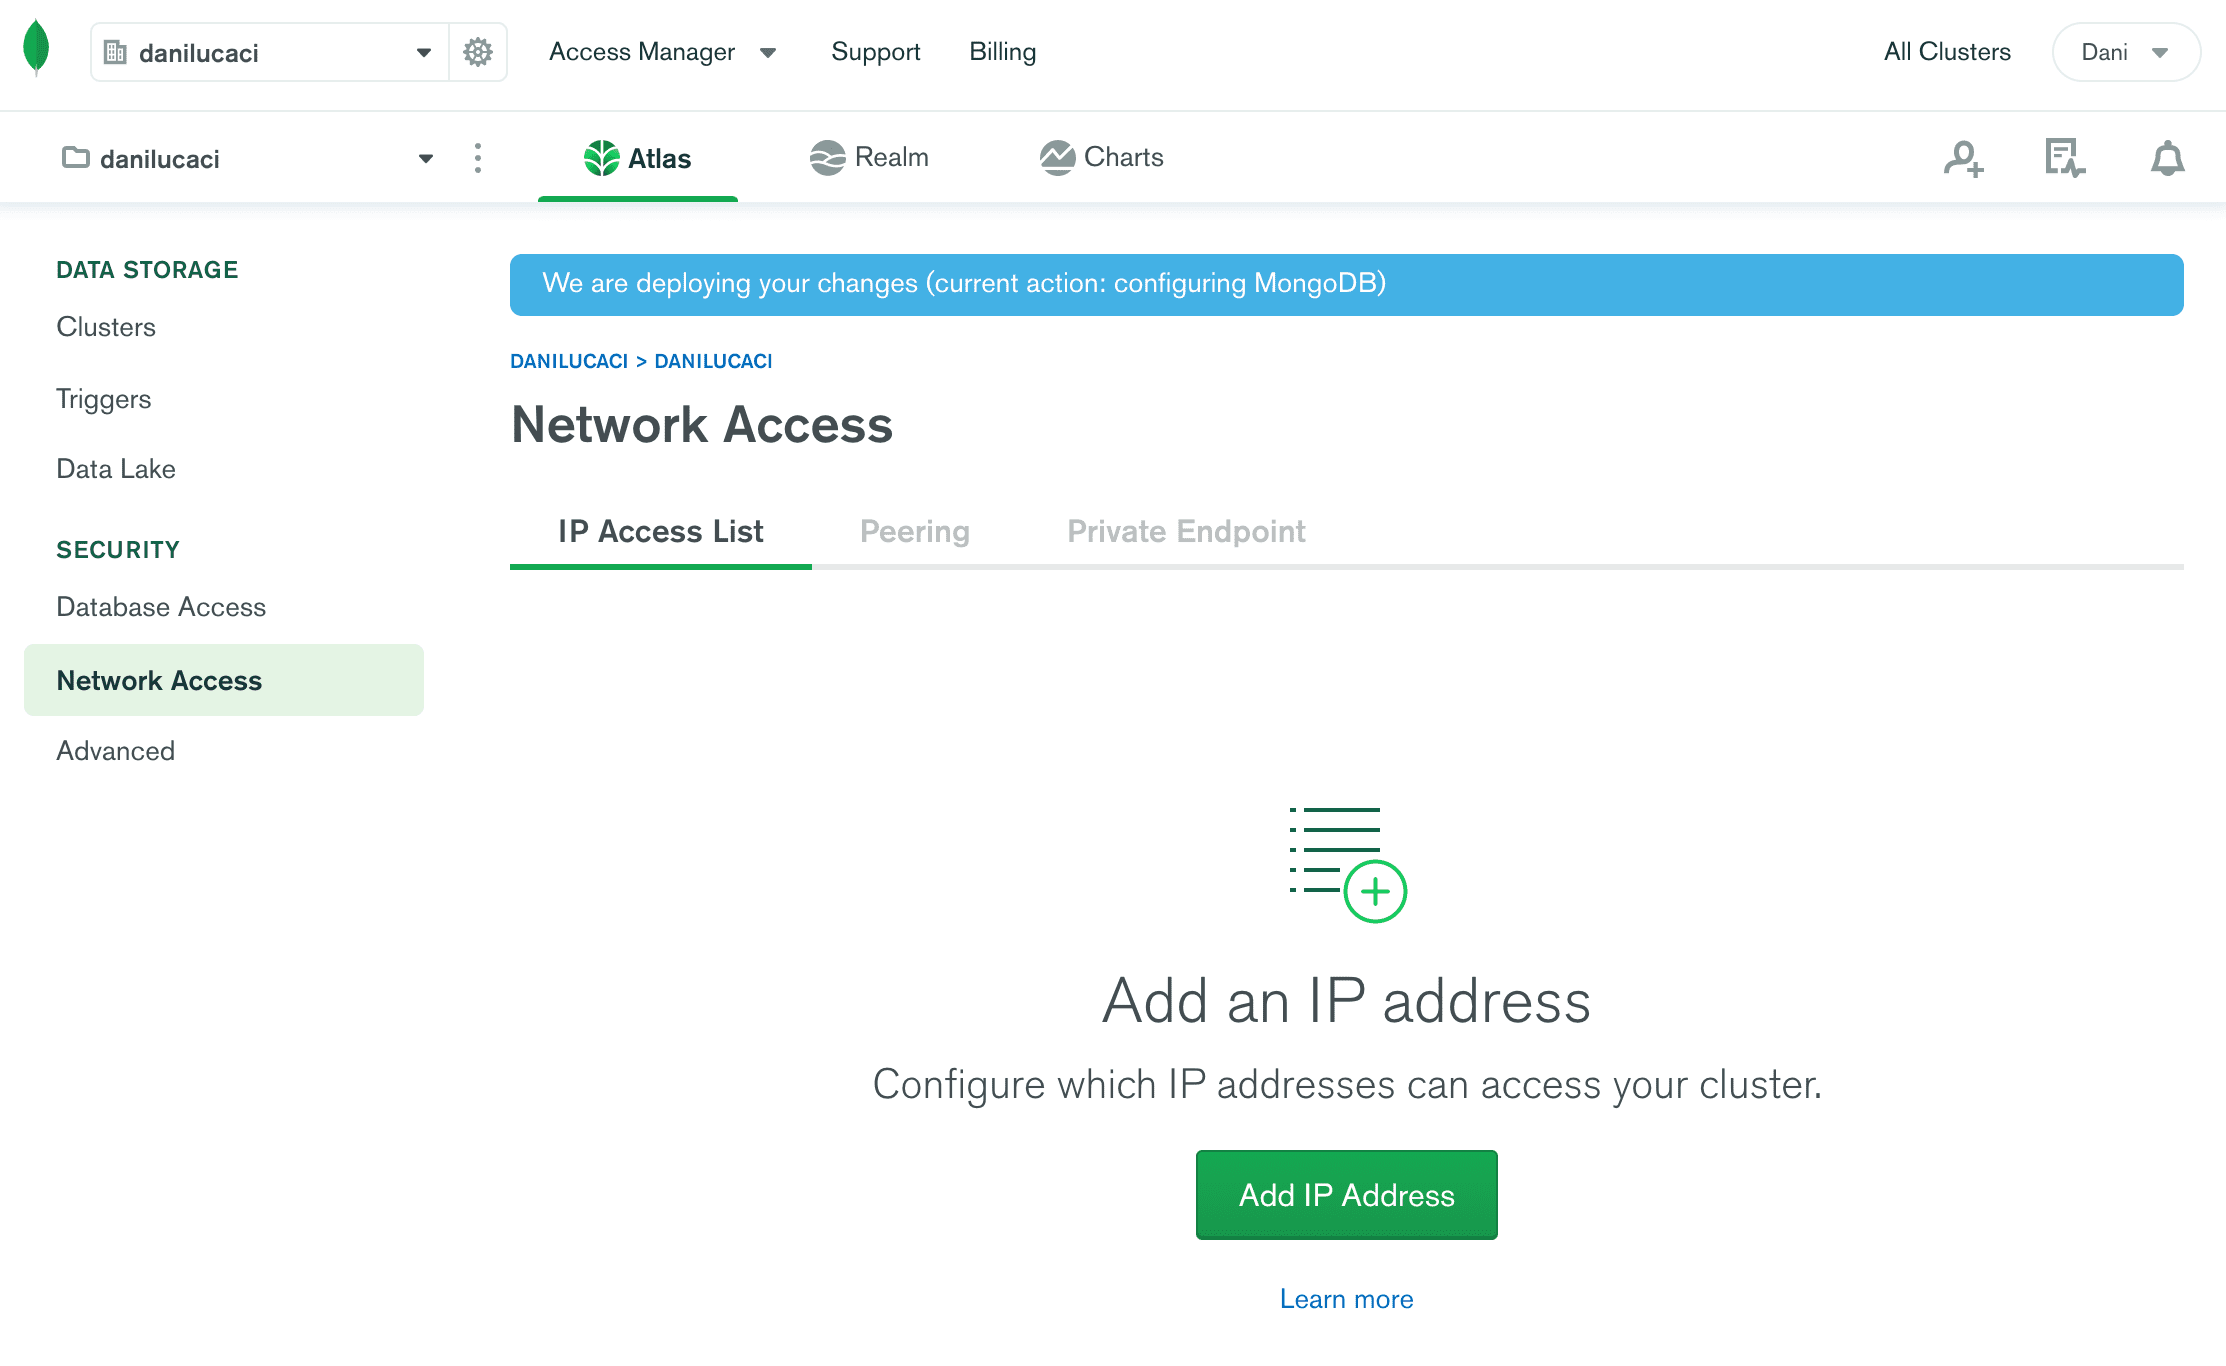 danilucaci
Access Manager
Support
Billing
All Clusters
Dani
danilucaci
Atlas
Realm
Charts
DATA STORAGE
Clusters
Triggers
Data Lake
SECURITY
Database Access
Network Access
Advanced
We are deploying your changes (current action: configuring MongoDB)
DANILUCACI > DANILUCACI
Network Access
IP Access List
Peering
Private Endpoint
Add an IP address
Configure which IP addresses can access your cluster.
Add IP Address
Learn more